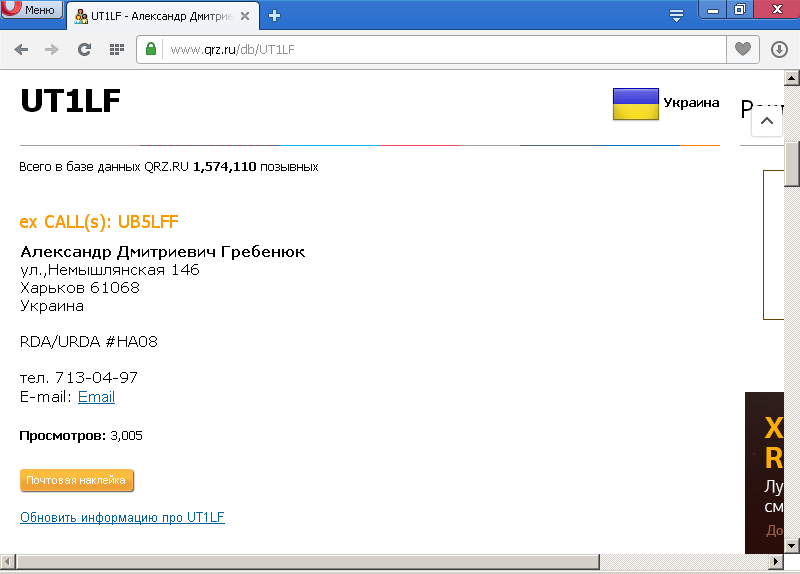 Меню
UT1LF - Александр Дмитрие
www.qrz.ru/db/UT1LF
UT1LF
Украина
Всего в базе данных QRZ.RU 1,574,110 позывных
ex CALL(s): UB5LFF
Александр Дмитриевич Гребенюк
ул.,Немышлянская 146
Харьков 61068
Украина
RDA/URDA #HA08
тел. 713-04-97
E-mail: Email
Просмотров: 3,005
Почтовая наклейка
Обновить информацию про UT1LF
X
R
Лу
см
До